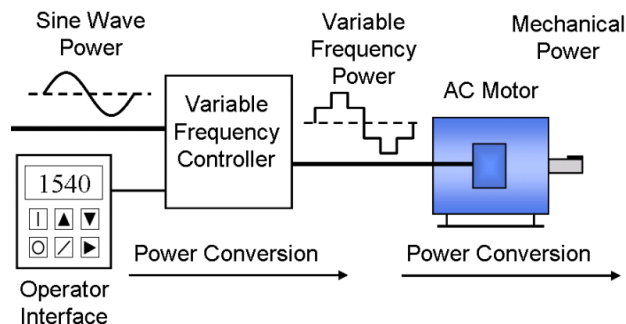 Sine Wave
Power
Variable
Frequency
Power
Mechanical
Power
AC Motor
Variable
Frequency
Controller
1540
Power Conversion
Power Conversion
Operator
Interface